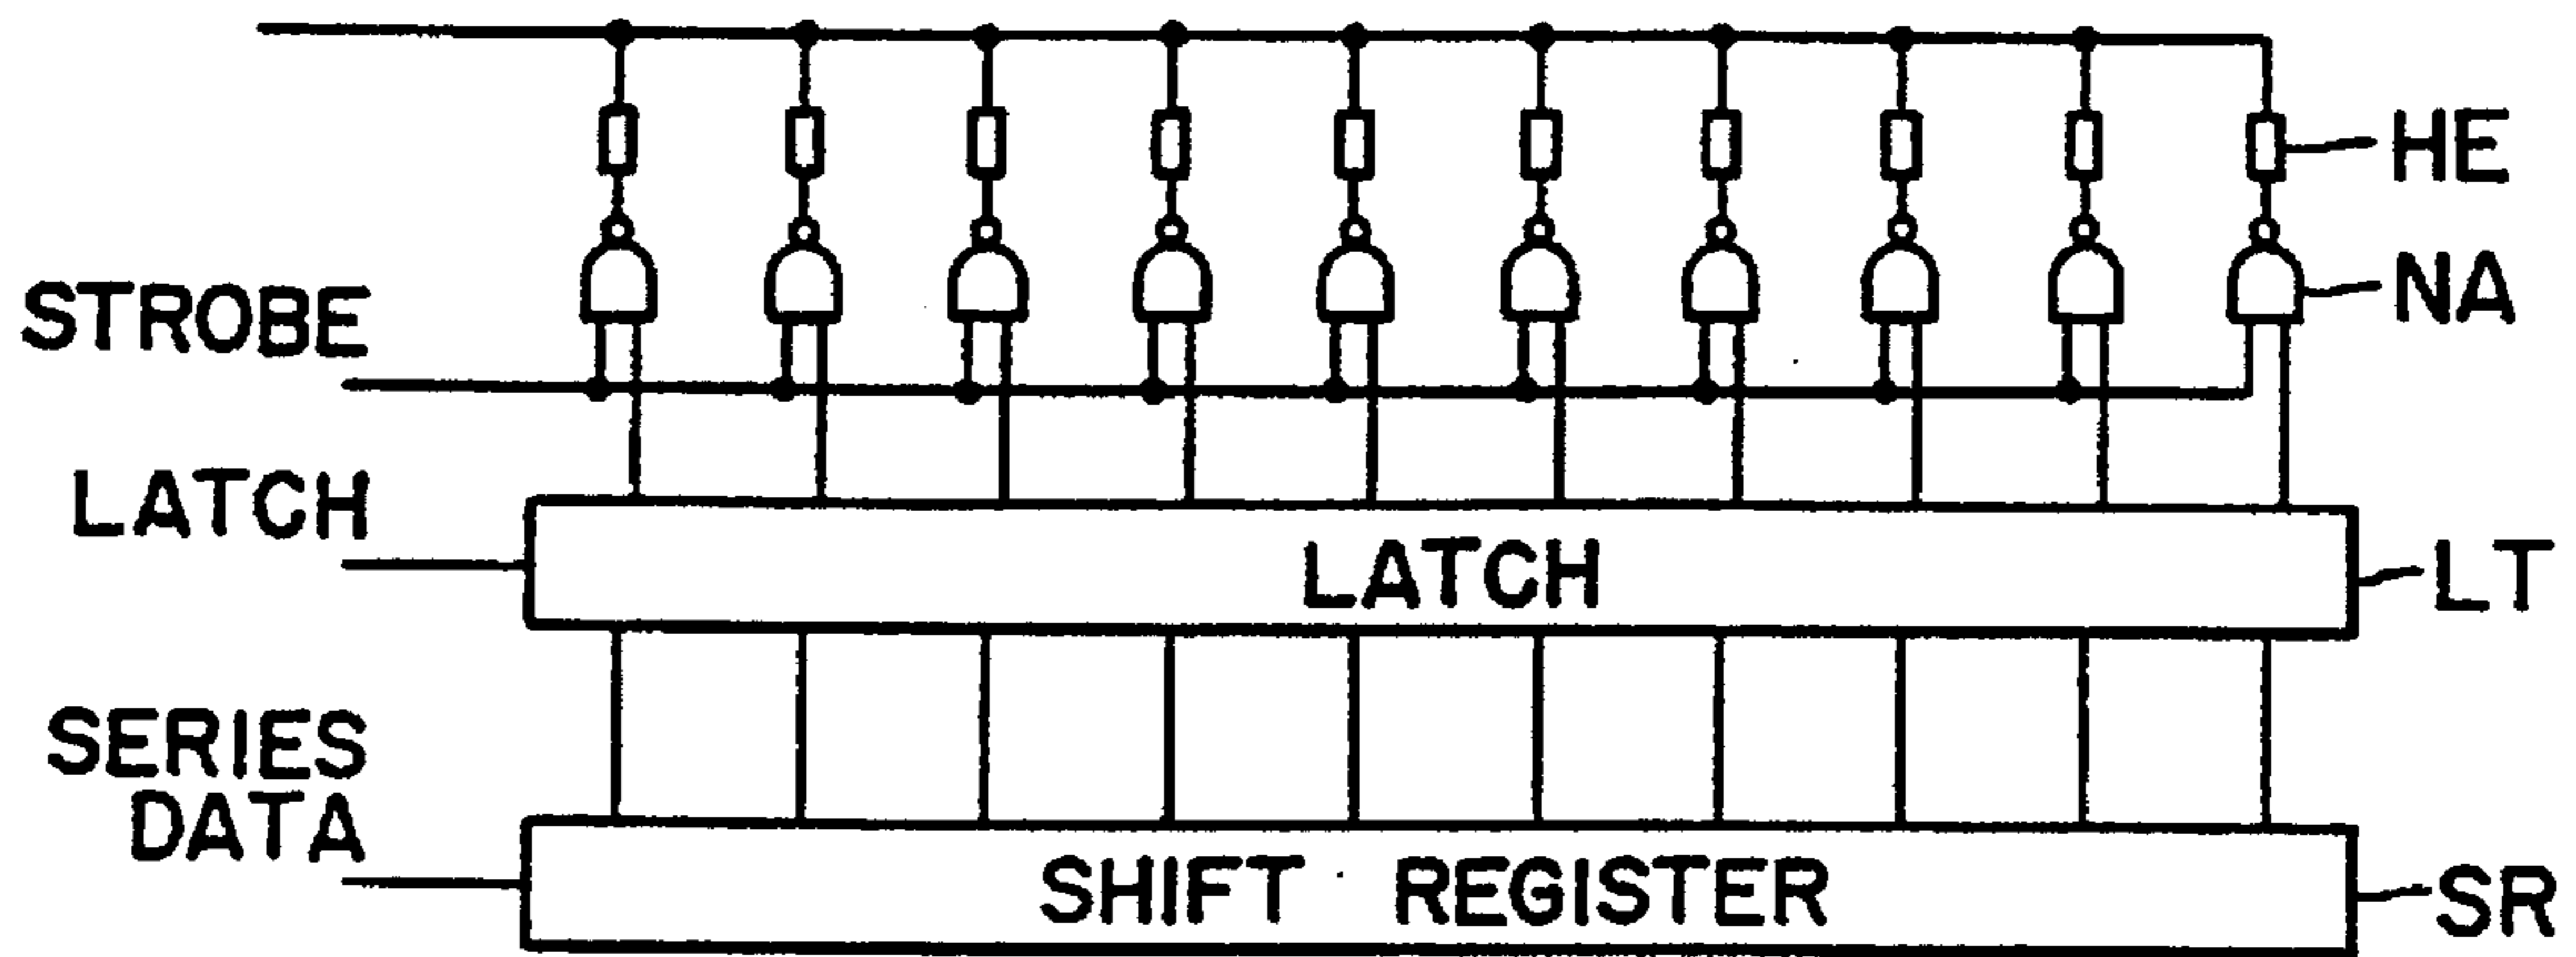 HE
NA
STROBE
LATCH
LATCH
LT
SERIES
DATA
SHIFT REGISTER
SR